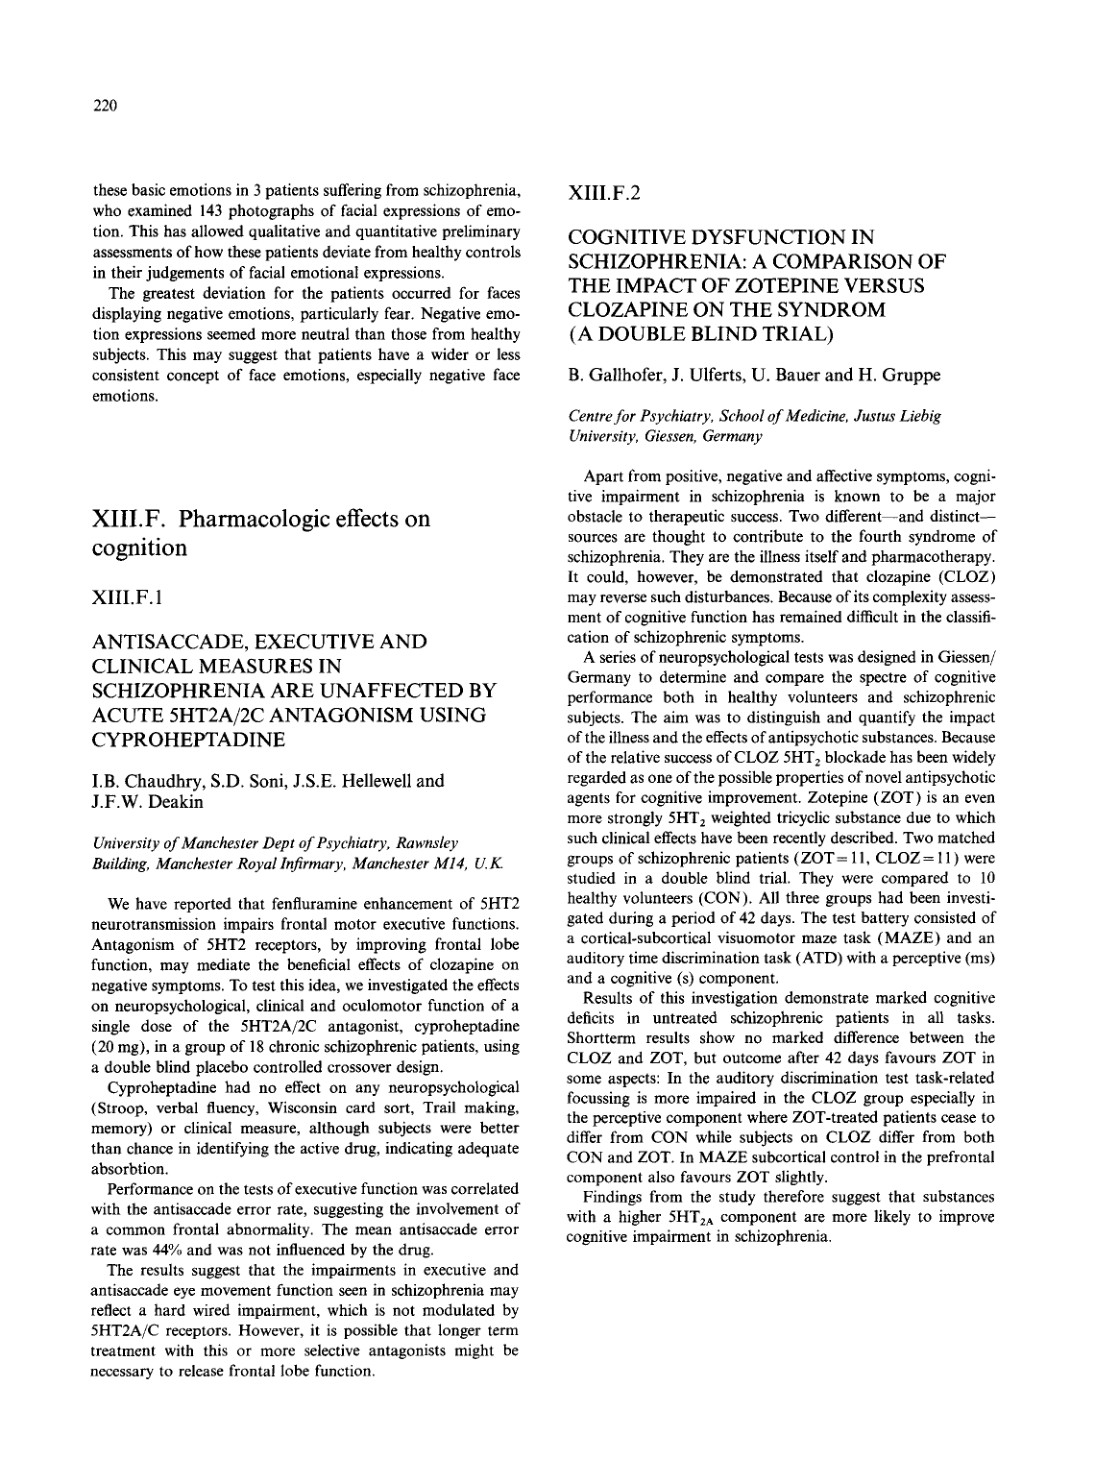 220
these basic emotions in 3 patients suffering from schizophrenia,
who examined 143 photographs of facial expressions of emo-
tion. This has allowed qualitative and quantitative preliminary
assessments of how these patients deviate from healthy controls
in their judgements of facial emotional expressions.
The greatest deviation for the patients occurred for faces
displaying negative emotions, particularly fear. Negative emo-
tion expressions seemed more neutral than those from healthy
subjects. This may suggest that patients have a wider or less
consistent concept of face emotions, especially negative face
emotions.
XIII.F. Pharmacologic effects on
cognition
XIII.F.1
ANTISACCADE, EXECUTIVE AND
CLINICAL MEASURES IN
SCHIZOPHRENIA ARE UNAFFECTED BY
ACUTE 5HT2A/2C ANTAGONISM USING
CYPROHEPTADINE
I.B. Chaudhry, S.D. Soni, J.S.E. Hellewell and
J.F.W. Deakin
University of Manchester Dept of Psychiatry, Rawnsley
Building, Manchester Royal Infirmary, Manchester M14, U.K.
We have reported that fenfluramine enhancement of 5HT2
neurotransmission impairs frontal motor executive functions.
Antagonism of 5HT2 receptors, by improving frontal lobe
function, may mediate the beneficial effects of clozapine on
negative symptoms. To test this idea, we investigated the effects
on neuropsychological, clinical and oculomotor function of a
single dose of the 5HT2A/2C antagonist, cyproheptadine
(20 mg), in a group of 18 chronic schizophrenic patients, using
a double blind placebo controlled crossover design.
Cyproheptadine had no effect on any neuropsychological
(Stroop, verbal fluency, Wisconsin card sort, Trail making,
memory) or clinical measure, although subjects were better
than chance in identifying the active drug, indicating adequate
absorbtion.
Performance on the tests of executive function was correlated
with the antisaccade error rate, suggesting the involvement of
a common frontal abnormality. The mean antisaccade error
rate was 44% and was not influenced by the drug.
The results suggest that the impairments in executive and
antisaccade eye movement function seen in schizophrenia may
reflect a hard wired impairment, which is not modulated by
5HT2A/C receptors. However, it is possible that longer term
treatment with this or more selective antagonists might be
necessary to release frontal lobe function.
XIII.F.2
COGNITIVE DYSFUNCTION IN
SCHIZOPHRENIA: A COMPARISON OF
THE IMPACT OF ZOTEPINE VERSUS
CLOZAPINE ON THE SYNDROM
(A DOUBLE BLIND TRIAL)
B. Gallhofer, J. Ulferts, U. Bauer and H. Gruppe
Centre for Psychiatry, School of Medicine, Justus Liebig
University, Giessen, Germany
Apart from positive, negative and affective symptoms, cogni-
tive impairment in schizophrenia is known to be a major
obstacle to therapeutic success. Two different—and distinct—
sources are thought to contribute to the fourth syndrome of
schizophrenia. They are the illness itself and pharmacotherapy.
It could, however, be demonstrated that clozapine (CLOZ)
may reverse such disturbances. Because of its complexity assess-
ment of cognitive function has remained difficult in the classifi-
cation of schizophrenic symptoms.
A series of neuropsychological tests was designed in Giessen/
Germany to determine and compare the spectre of cognitive
performance both in healthy volunteers and schizophrenic
subjects. The aim was to distinguish and quantify the impact
of the illness and the effects of antipsychotic substances. Because
of the relative success of CLOZ 5HT₂ blockade has been widely
regarded as one of the possible properties of novel antipsychotic
agents for cognitive improvement. Zotepine (ZOT) is an even
more strongly 5HT₂ weighted tricyclic substance due to which
such clinical effects have been recently described. Two matched
groups of schizophrenic patients (ZOT=11, CLOZ=11) were
studied in a double blind trial. They were compared to 10
healthy volunteers (CON). All three groups had been investi-
gated during a period of 42 days. The test battery consisted of
a cortical-subcortical visuomotor maze task (MAZE) and an
auditory time discrimination task (ATD) with a perceptive (ms)
and a cognitive (s) component.
Results of this investigation demonstrate marked cognitive
deficits in untreated schizophrenic patients in all tasks.
Shortterm results show no marked difference between the
CLOZ and ZOT, but outcome after 42 days favours ZOT in
some aspects: In the auditory discrimination test task-related
focussing is more impaired in the CLOZ group especially in
the perceptive component where ZOT-treated patients cease to
differ from CON while subjects on CLOZ differ from both
CON and ZOT. In MAZE subcortical control in the prefrontal
component also favours ZOT slightly.
Findings from the study therefore suggest that substances
with a higher 5HT₂A component are more likely to improve
cognitive impairment in schizophrenia.